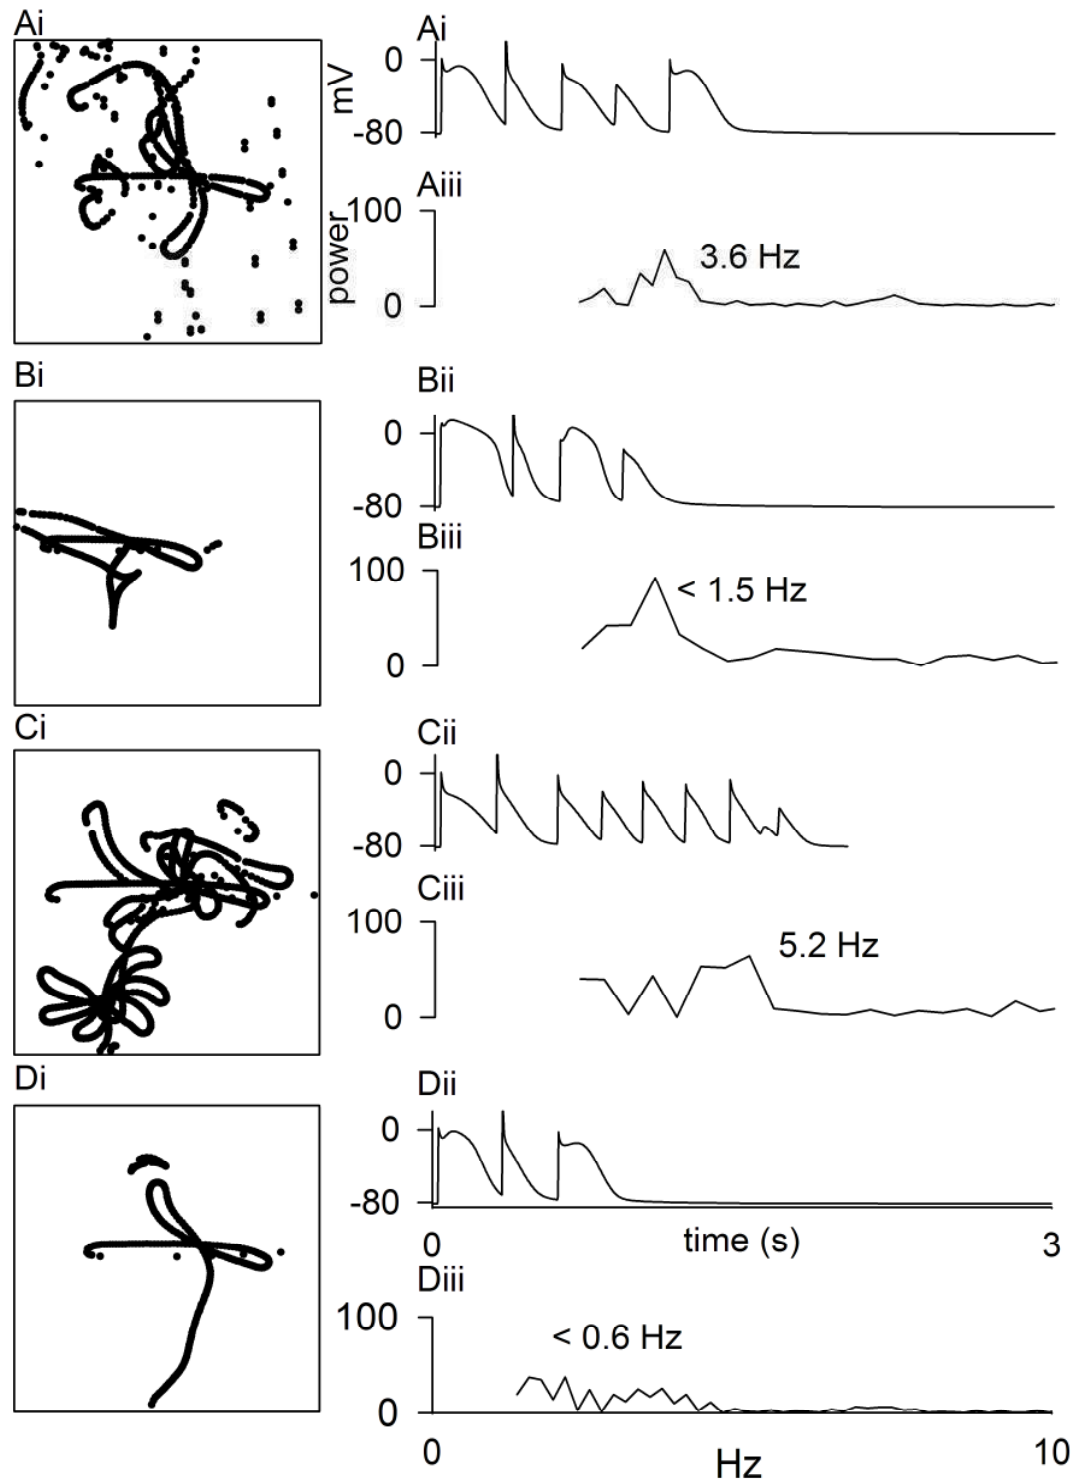 Ai
Ai
0
mV
-80
Aiii
100
power
3.6 Hz
0
Bi
Bii
0
-80
Biii
100
< 1.5 Hz
0
Ci
Cii
0
-80
Ciii
100
5.2 Hz
0
Di
Dii
0
-80
0 time (s) 3
Diii
100
< 0.6 Hz
0
0 Hz 10